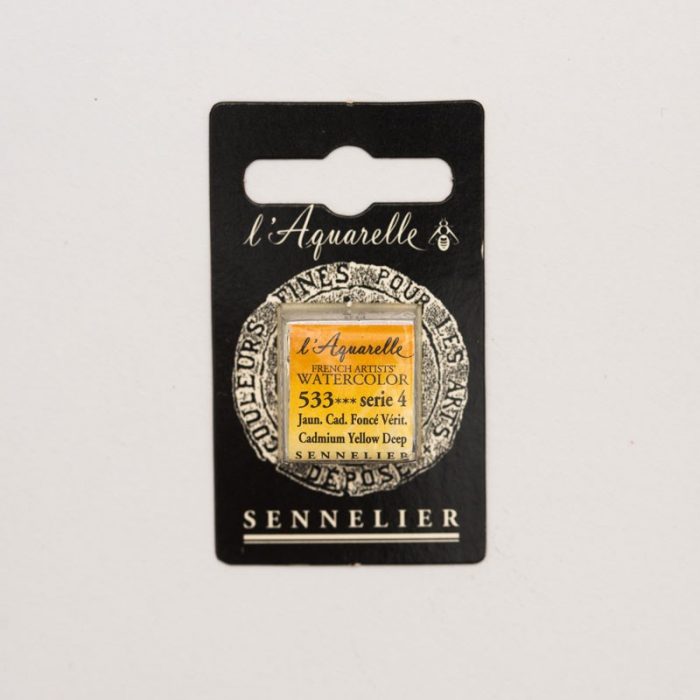 l'Aquarelle
COULEURS FINES POUR LES ARTS
DÉPOSÉ
l'Aquarelle
FRENCH ARTISTS'
WATERCOLOR
533*** serie 4
Jaun. Cad. Foncé Vérit.
Cadmium Yellow Deep
SENNELIER
SENNELIER